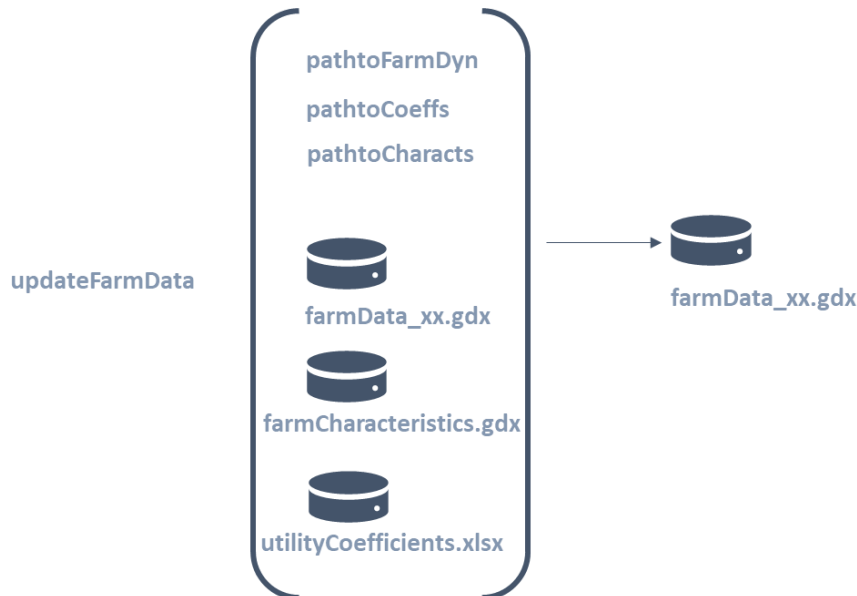 pathtoFarmDyn
pathtoCoeffs
pathtoCharacts
updateFarmData
farmData_xx.gdx
farmData_xx.gdx
farmCharacteristics.gdx
utilityCoefficients.xlsx